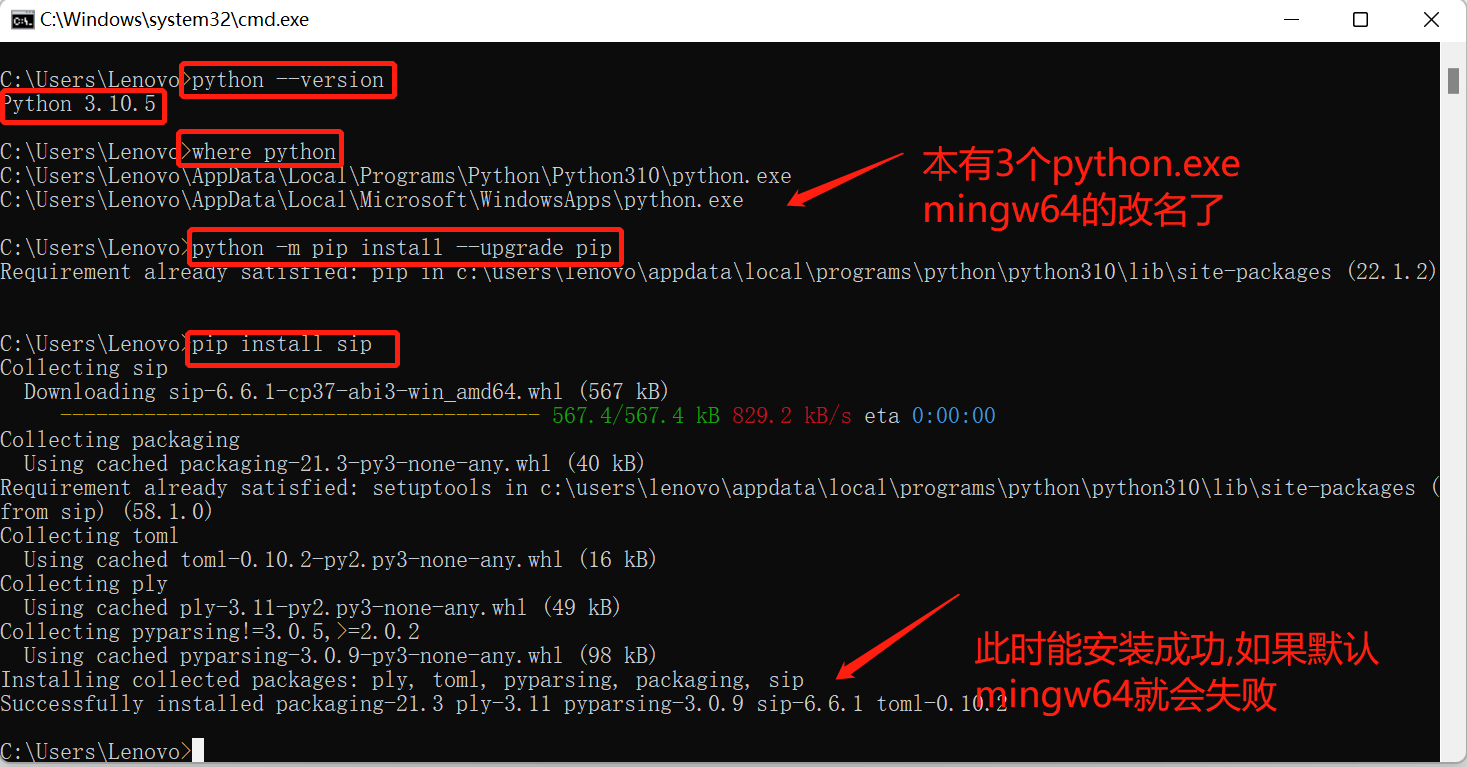 C:\Windows\system32\cmd.exe
C:\Users\Lenovo>python --version
Python 3.10.5
C:\Users\Lenovo>where python
C:\Users\Lenovo\AppData\Local\Programs\Python\Python310\python.exe
C:\Users\Lenovo\AppData\Local\Microsoft\WindowsApps\python.exe
本有3个python.exe
mingw64的改名了
C:\Users\Lenovo>python -m pip install --upgrade pip
Requirement already satisfied: pip in c:\users\lenovo\appdata\local\programs\python\python310\lib\site-packages (22.1.2)
C:\Users\Lenovo>pip install sip
Collecting sip
Downloading sip-6.6.1-cp37-abi3-win_amd64.whl (567 kB)
---------------------------------------- 567.4/567.4 kB 829.2 kB/s eta 0:00:00
Collecting packaging
Using cached packaging-21.3-py3-none-any.whl (40 kB)
Requirement already satisfied: setuptools in c:\users\lenovo\appdata\local\programs\python\python310\lib\site-packages (
from sip) (58.1.0)
Collecting toml
Using cached toml-0.10.2-py2.py3-none-any.whl (16 kB)
Collecting ply
Using cached ply-3.11-py2.py3-none-any.whl (49 kB)
Collecting pyparsing!=3.0.5,>=2.0.2
Using cached pyparsing-3.0.9-py3-none-any.whl (98 kB)
Installing collected packages: ply, toml, pyparsing, packaging, sip
Successfully installed packaging-21.3 ply-3.11 pyparsing-3.0.9 sip-6.6.1 toml-0.10.2
此时能安装成功,如果默认
mingw64就会失败
C:\Users\Lenovo>